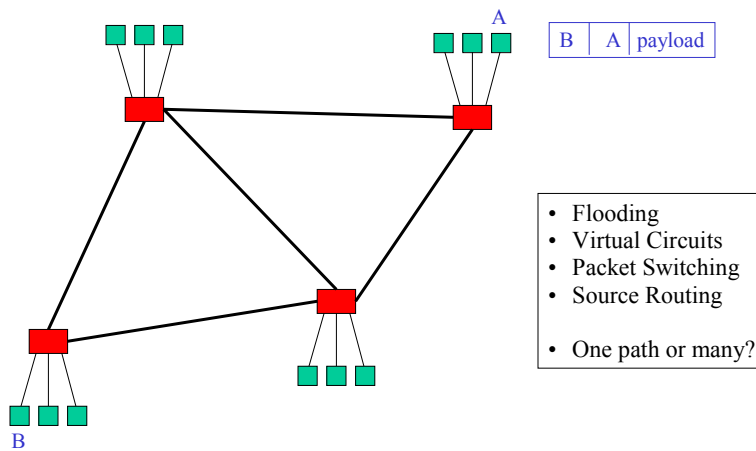 A
B A payload
• Flooding
• Virtual Circuits
• Packet Switching
• Source Routing
• One path or many?
B